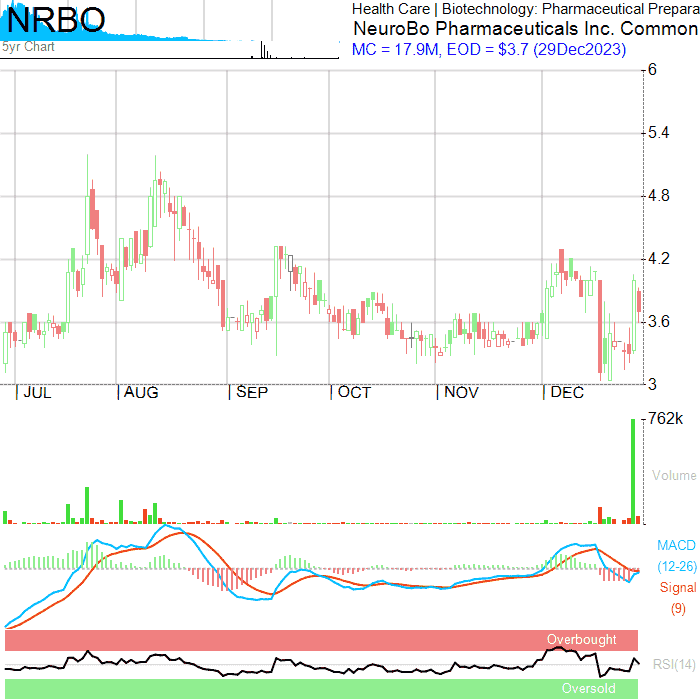 NRBO
5yr Chart
Health Care | Biotechnology: Pharmaceutical Prepara
NeuroBo Pharmaceuticals Inc. Common
MC = 17.9M, EOD = $3.7 (29Dec2023)
6
5.4
4.8
4.2
3.6
3
JUL AUG SEP OCT NOV DEC
762k
Volume
MACD
(12-26)
Signal
(9)
Overbought
RSI(14)
Oversold